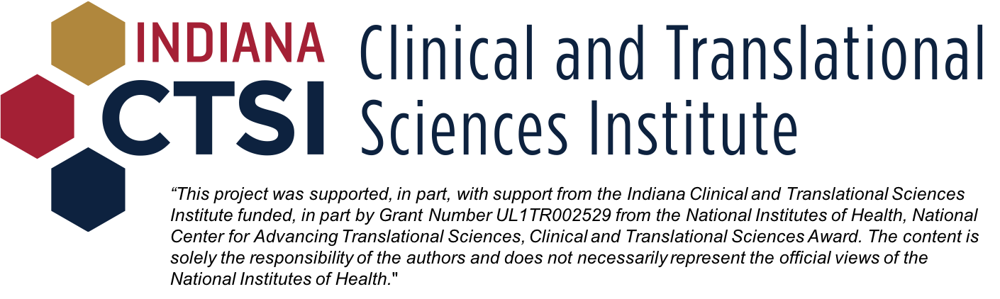 INDIANA
CTSI
Clinical and Translational
Sciences Institute
“This project was supported, in part, with support from the Indiana Clinical and Translational Sciences
Institute funded, in part by Grant Number UL1TR002529 from the National Institutes of Health, National
Center for Advancing Translational Sciences, Clinical and Translational Sciences Award. The content is
solely the responsibility of the authors and does not necessarily represent the official views of the
National Institutes of Health."